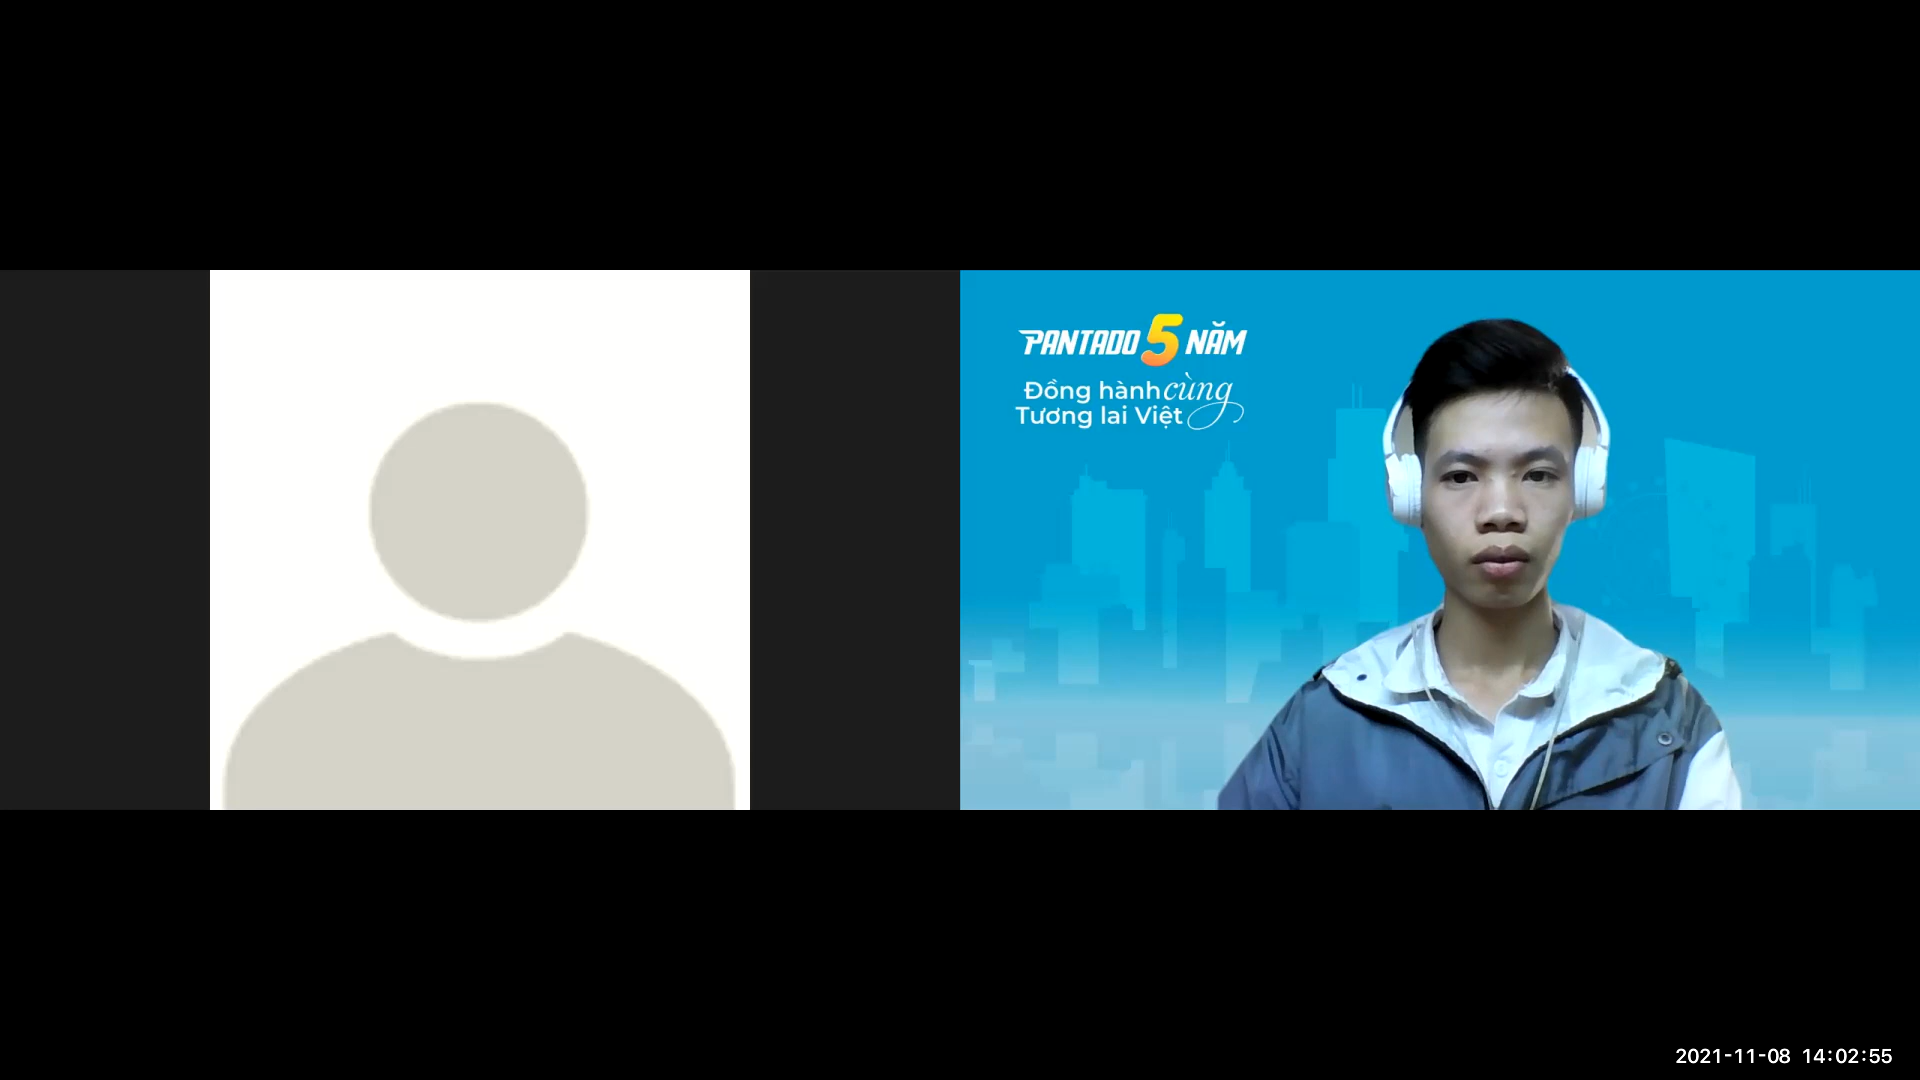 PANTADO 5 NĂM
Đồng hành cùng
Tương lai Việt
2021-11-08 14:02:55